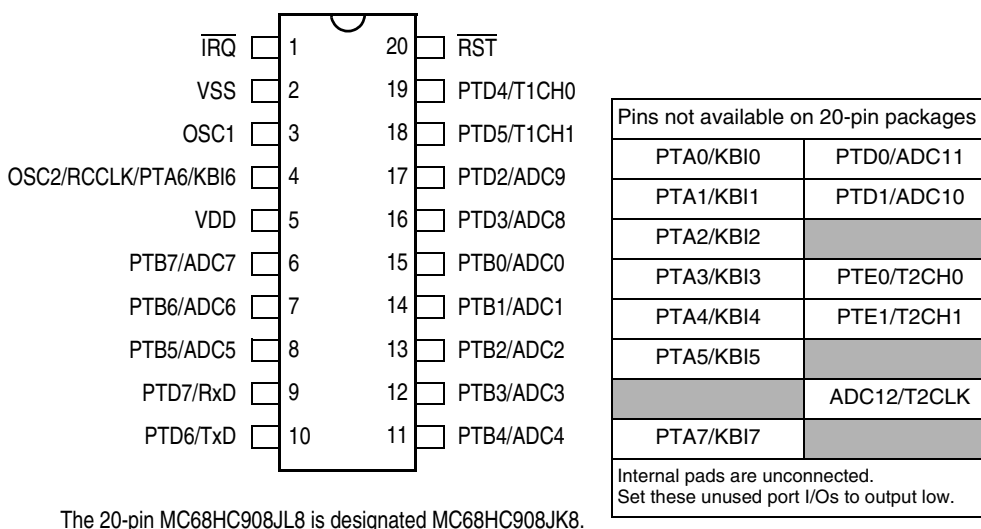 IRQ 1 20 RST
VSS 2 19 PTD4/T1CH0
OSC1 3 18 PTD5/T1CH1
OSC2/RCCLK/PTA6/KBI6 4 17 PTD2/ADC9
VDD 5 16 PTD3/ADC8
PTB7/ADC7 6 15 PTB0/ADC0
PTB6/ADC6 7 14 PTB1/ADC1
PTB5/ADC5 8 13 PTB2/ADC2
PTD7/RxD 9 12 PTB3/ADC3
PTD6/TxD 10 11 PTB4/ADC4
Pins not available on 20-pin packages
PTA0/KBI0 PTD0/ADC11
PTA1/KBI1 PTD1/ADC10
PTA2/KBI2
PTA3/KBI3 PTE0/T2CH0
PTA4/KBI4 PTE1/T2CH1
PTA5/KBI5
ADC12/T2CLK
PTA7/KBI7
Internal pads are unconnected.
Set these unused port I/Os to output low.
The 20-pin MC68HC908JL8 is designated MC68HC908JK8.